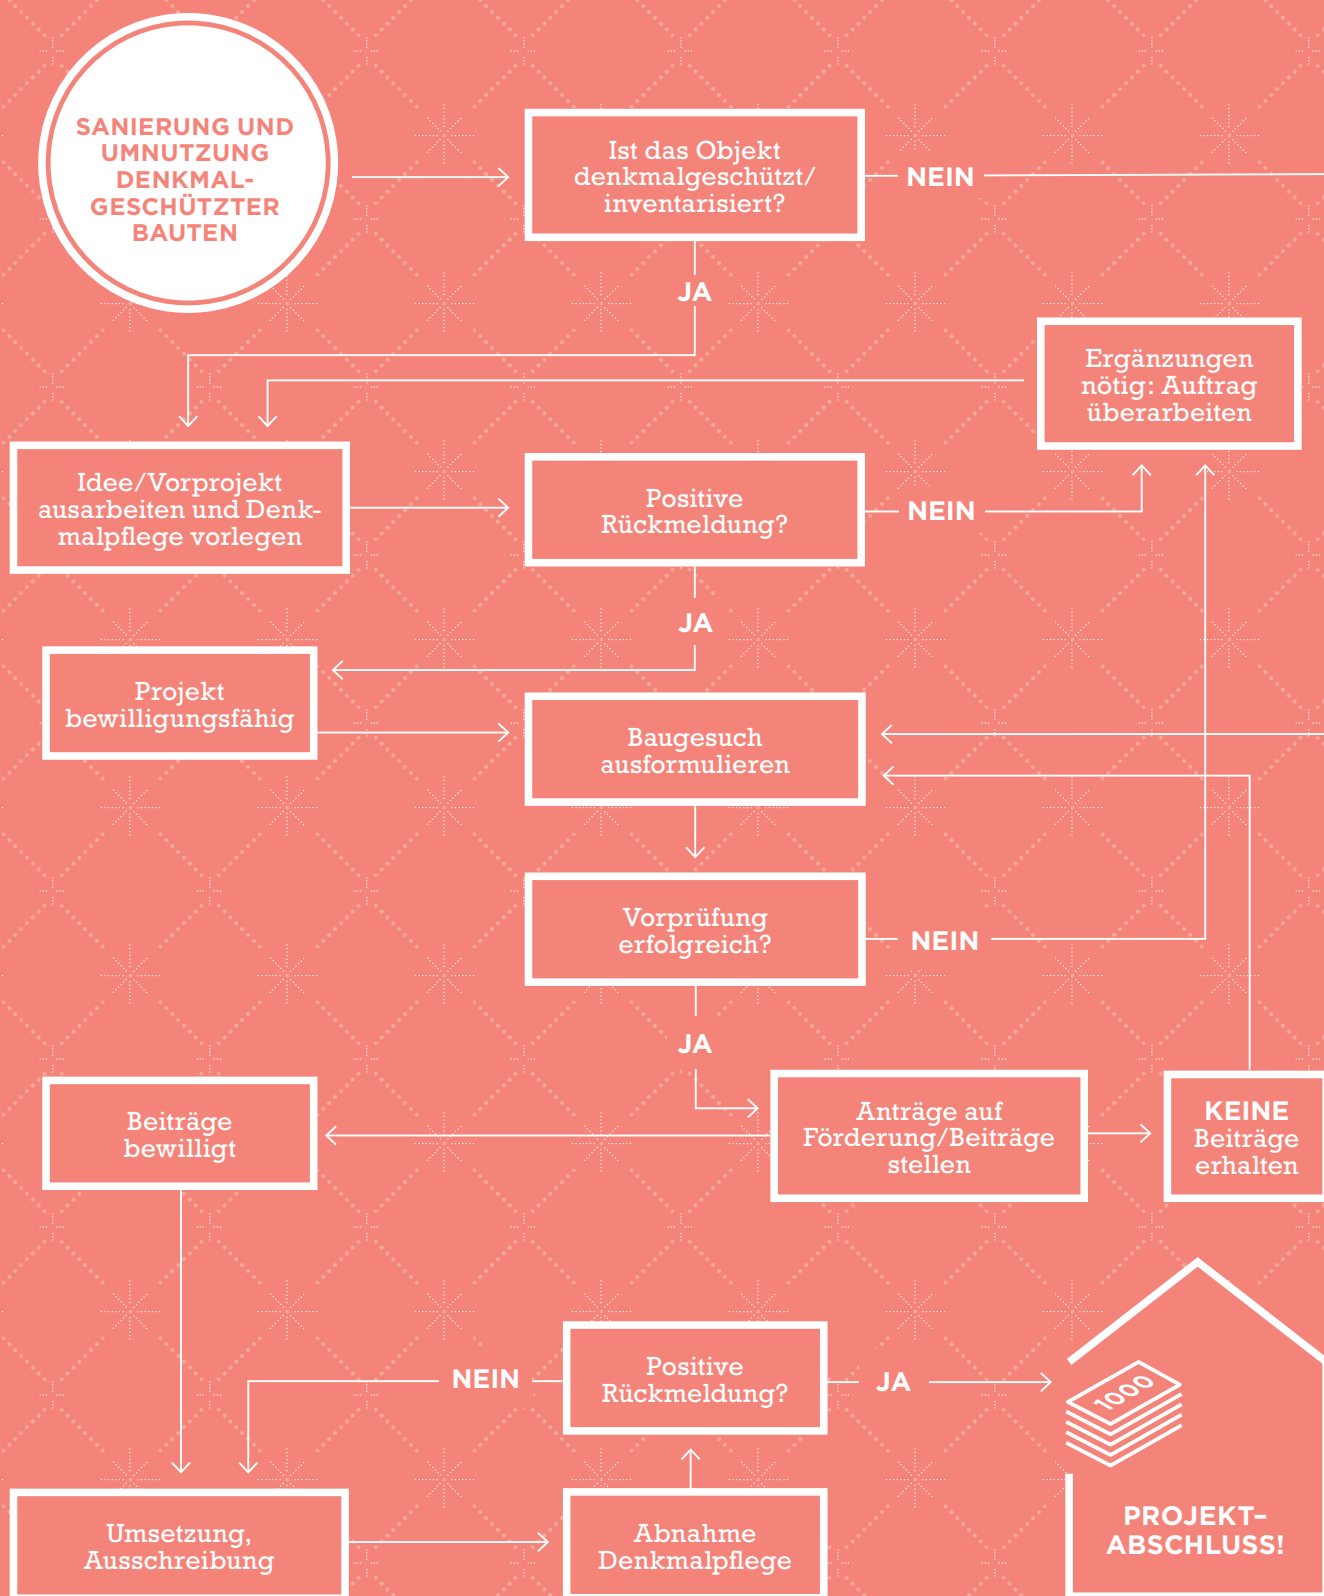 SANIERUNG UND
UMNUTZUNG
DENKMAL-
GESCHÜTZTER
BAUTEN
Ist das Objekt
denkmalgeschützt/
inventarisiert?
NEIN
JA
Ergänzungen
nötig: Auftrag
überarbeiten
Idee/Vorprojekt
ausarbeiten und Denk-
malpflege vorlegen
Positive
Rückmeldung?
NEIN
JA
Projekt
bewilligungsfähig
Baugesuch
ausformulieren
Vorprüfung
erfolgreich?
NEIN
JA
Beiträge
bewilligt
Anträge auf
Förderung/Beiträge
stellen
KEINE
Beiträge
erhalten
NEIN
Positive
Rückmeldung?
JA
1000
Umsetzung,
Ausschreibung
Abnahme
Denkmalpflege
PROJEKT-
ABSCHLUSS!